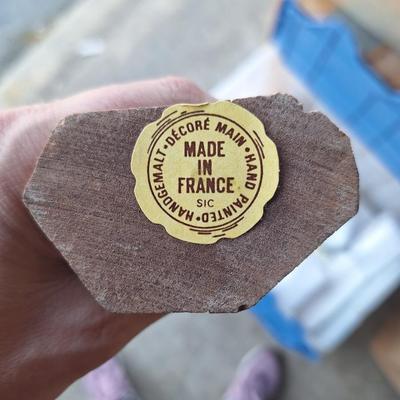 DÉCORÉ MAIN • HAND PAINTED • HANDGEMALT •
MADE
IN
FRANCE
SIC